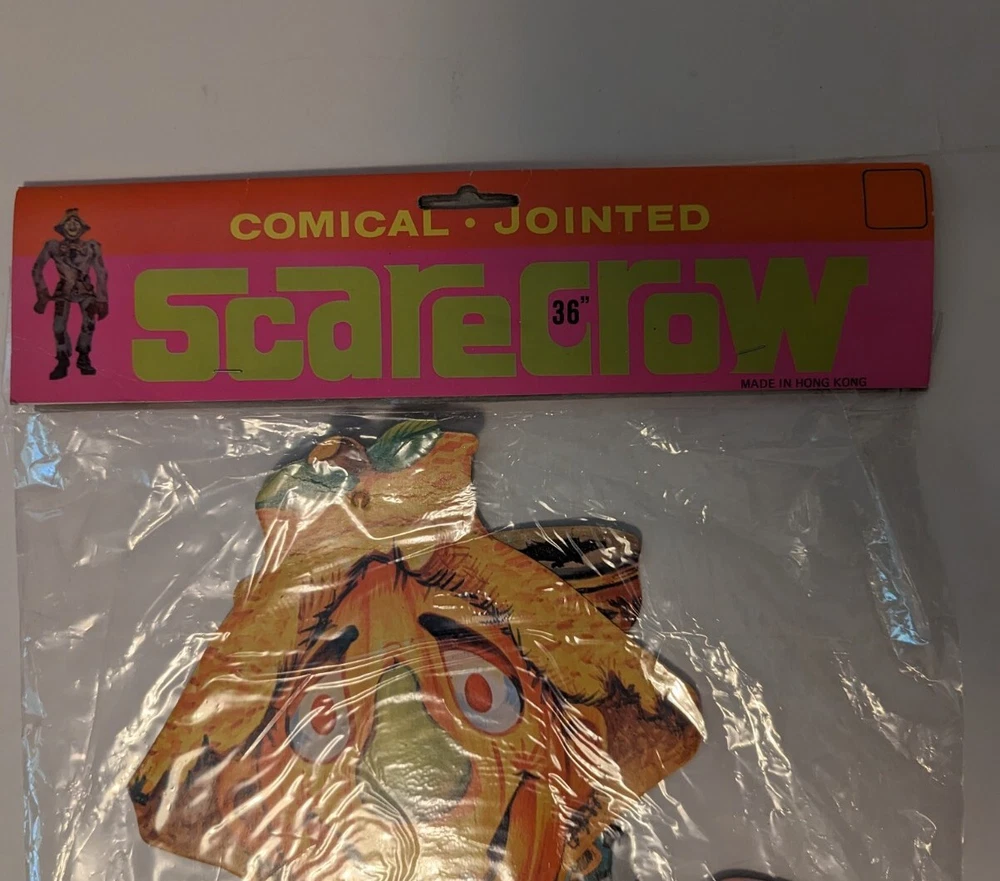 COMICAL • JOINTED
ScareCrow
36"
MADE IN HONG KONG